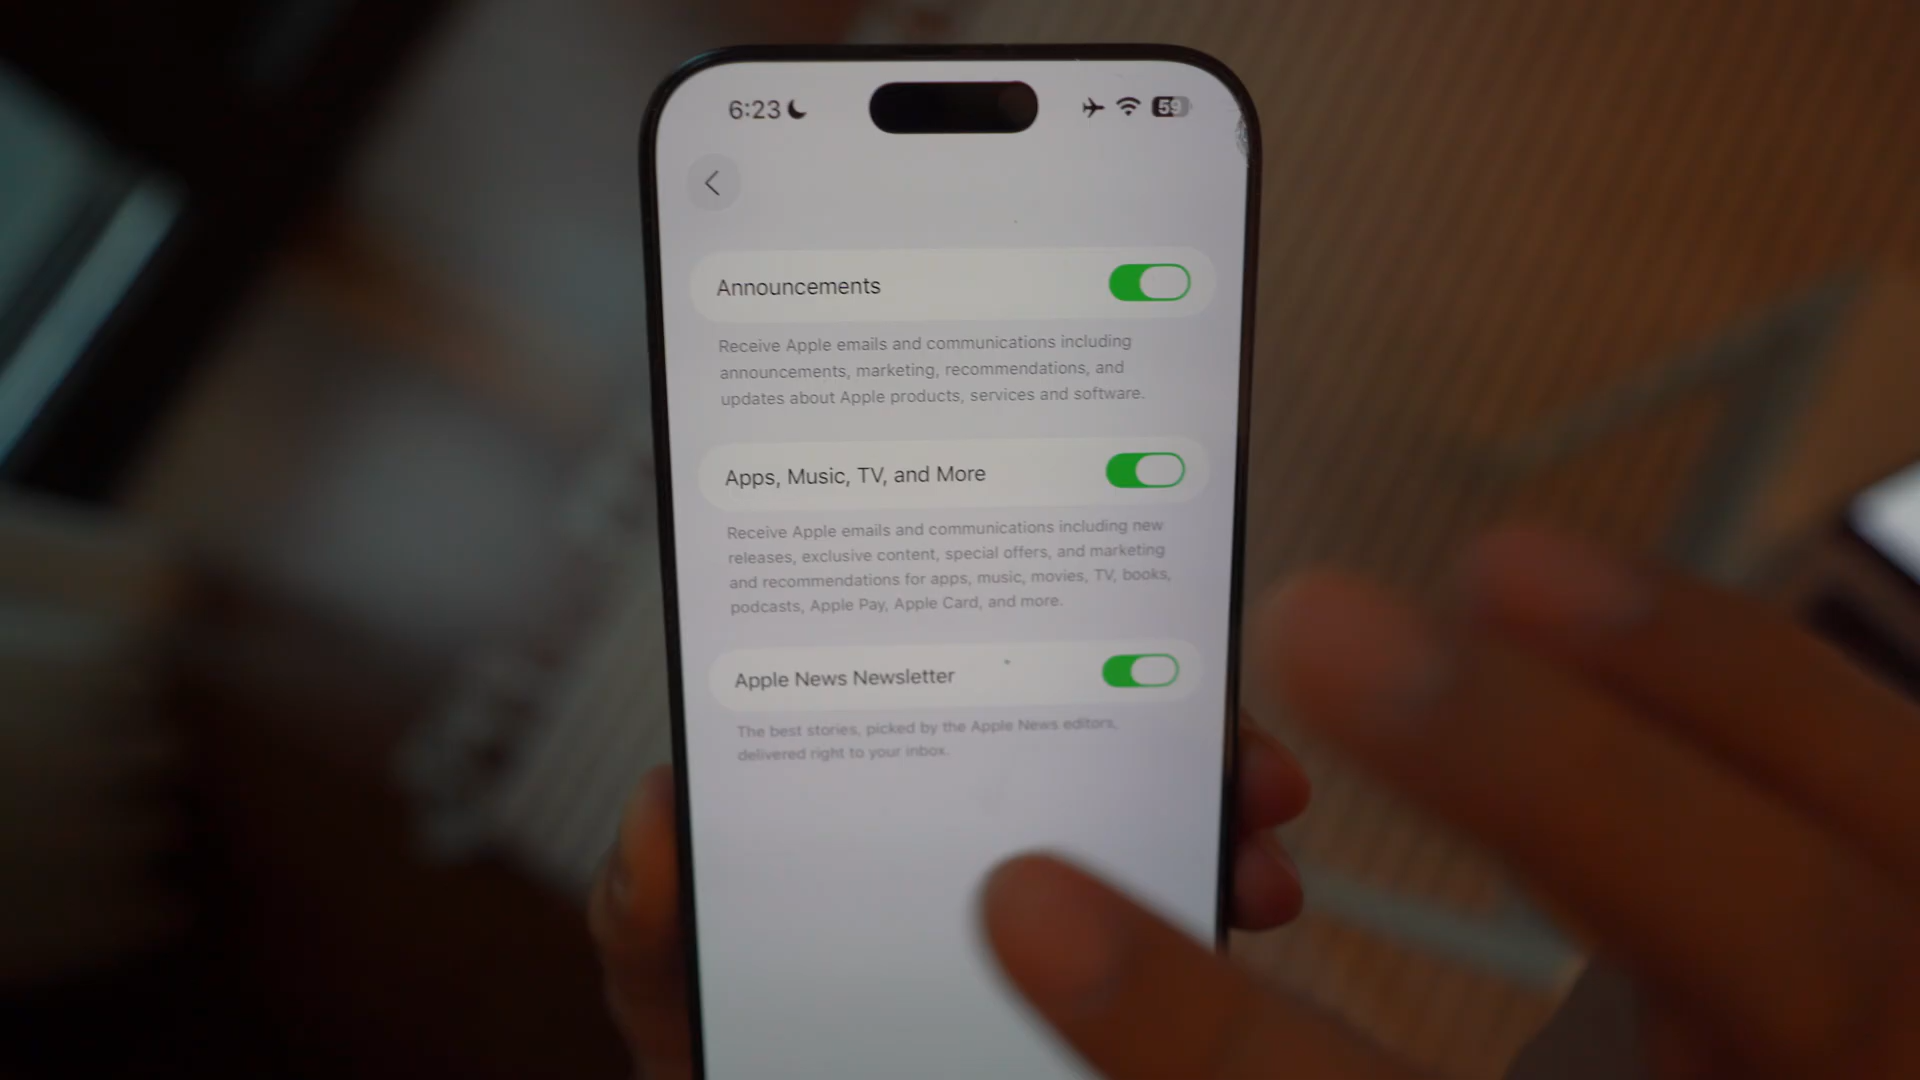 6:23
59
Announcements
Receive Apple emails and communications including
announcements, marketing, recommendations, and
updates about Apple products, services and software.
Apps, Music, TV, and More
Receive Apple emails and communications including new
releases, exclusive content, special offers, and marketing
and recommendations for apps, music, movies, TV, books,
podcasts, Apple Pay, Apple Card, and more.
Apple News Newsletter
The best stories, picked by the Apple News editors,
delivered right to your inbox.